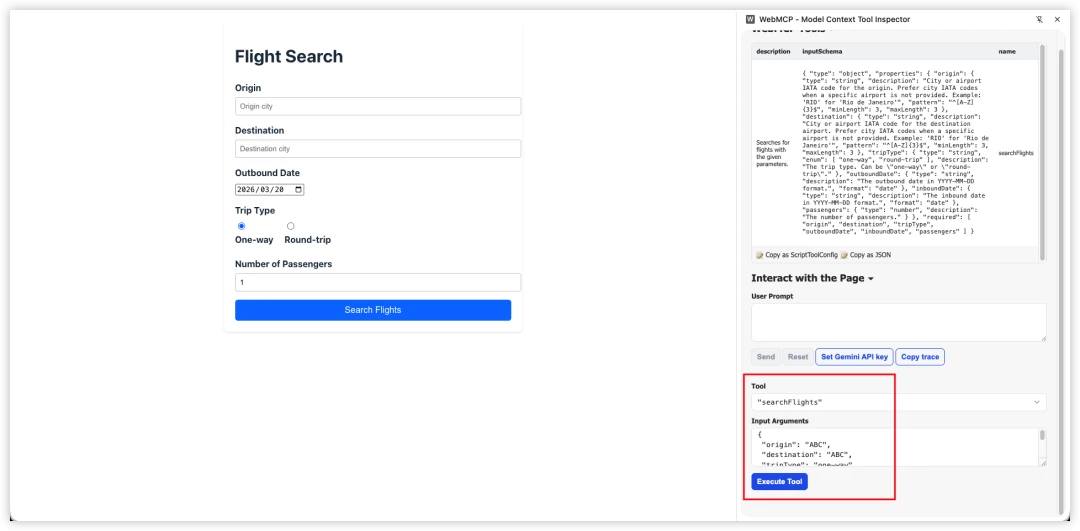 WebMCP - Model Context Tool Inspector
Flight Search
Origin
Origin city
Destination
Destination city
Outbound Date
2026/03/20
Trip Type
One-way Round-trip
Number of Passengers
1
Search Flights
WebMCP Tools
description inputSchema name
Searches for
flights with
the given
parameters.
{ "type": "object", "properties": { "origin": {
"type": "string", "description": "City or airport
IATA code for the origin. Prefer city IATA codes
when a specific airport is not provided. Example:
'RIO' for 'Rio de Janeiro'", "pattern": "^[A-Z]
{3}$", "minLength": 3, "maxLength": 3 },
"destination": { "type": "string", "description":
"City or airport IATA code for the destination
airport. Prefer city IATA codes when a specific
airport is not provided. Example: 'RIO' for 'Rio de
Janeiro'", "pattern": "^[A-Z]{3}$", "minLength": 3,
"maxLength": 3 }, "tripType": { "type": "string",
"enum": [ "one-way", "round-trip" ], "description":
"The trip type. Can be \"one-way\" or \"round-
trip\"." }, "outboundDate": { "type": "string",
"description": "The outbound date in YYYY-MM-DD
format.", "format": "date" }, "inboundDate": {
"type": "string", "description": "The inbound date
in YYYY-MM-DD format.", "format": "date" },
"passengers": { "type": "number", "description":
"The number of passengers." } }, "required": [
"origin", "destination", "tripType",
"outboundDate", "inboundDate", "passengers" ] }
searchFlights
Copy as ScriptToolConfig Copy as JSON
Interact with the Page
User Prompt
Send Reset Set Gemini API key Copy trace
Tool
"searchFlights"
Input Arguments
{
"origin": "ABC",
"destination": "ABC",
"tripType": "one-way"
Execute Tool